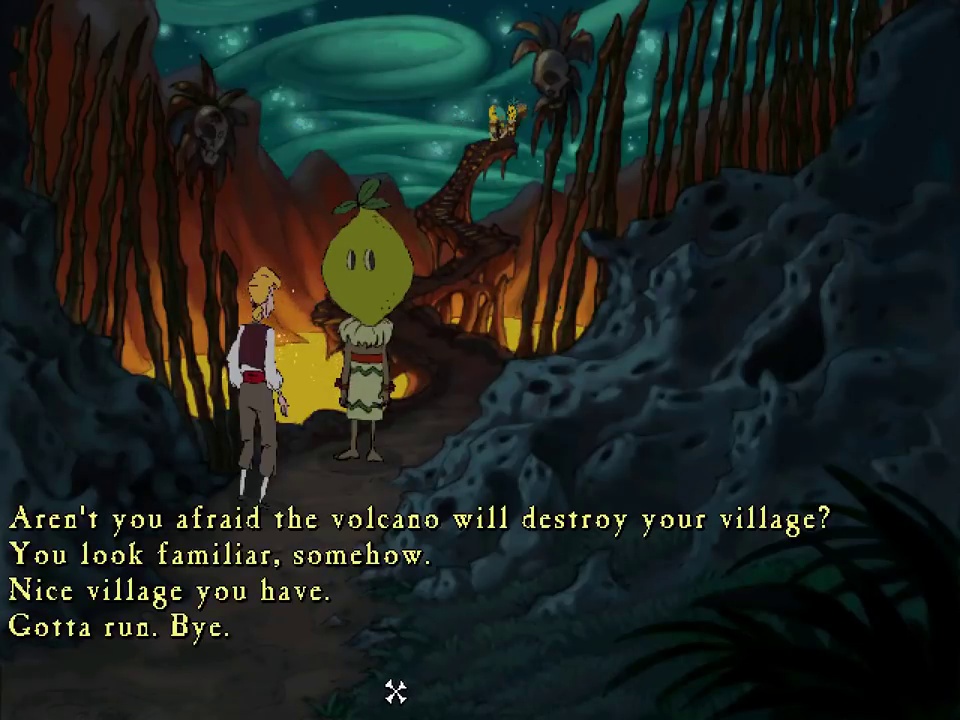 Aren't you afraid the volcano will destroy your village?
You look familiar, somehow.
Nice village you have.
Gotta run. Bye.